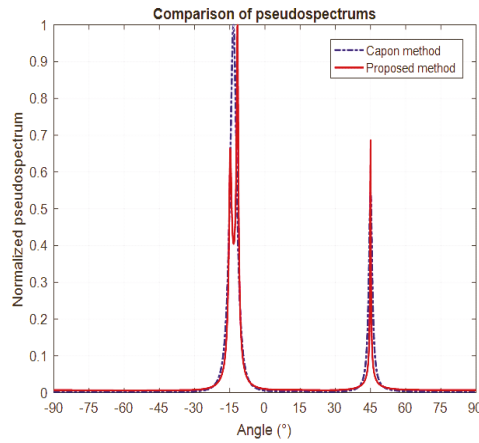 Comparison of pseudospectrums
Capon method
Proposed method
Normalized pseudospectrum
1
0.9
0.8
0.7
0.6
0.5
0.4
0.3
0.2
0.1
0
-90 -75 -60 -45 -30 -15 0 15 30 45 60 75 90
Angle (°)